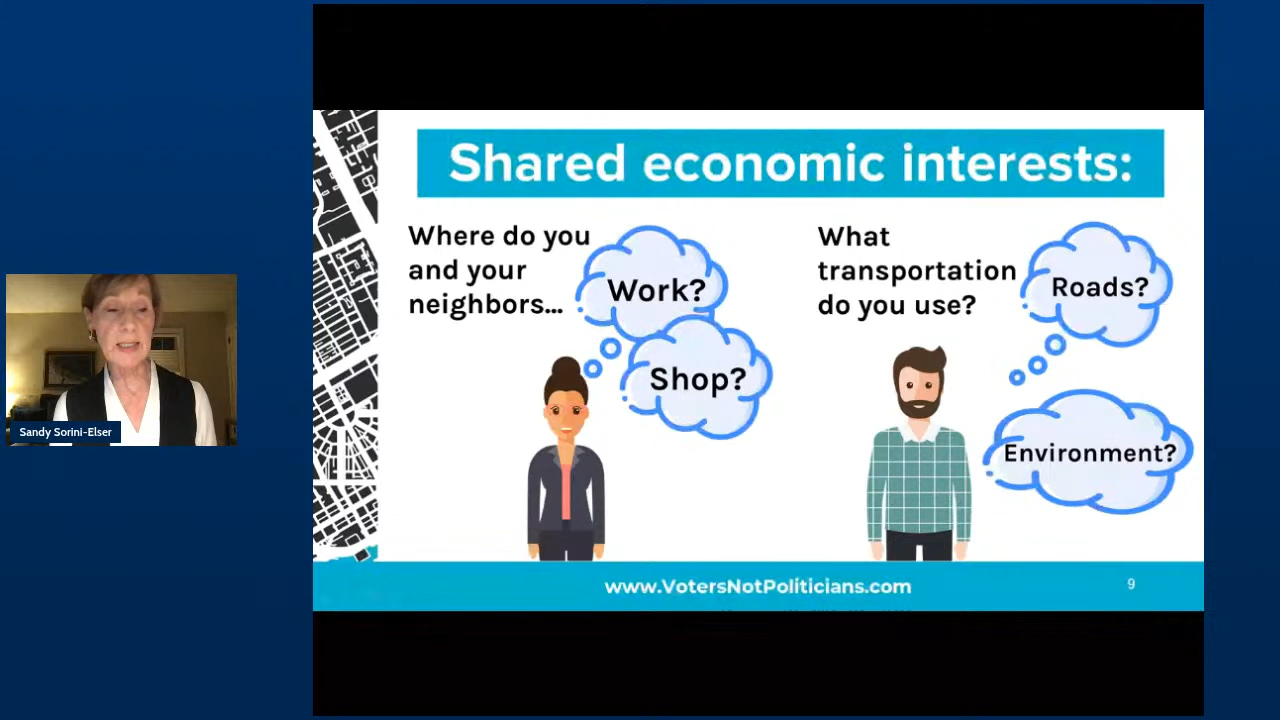 Shared economic interests:
Where do you
and your
neighbors...
Work?
Shop?
What
transportation
do you use?
Roads?
Environment?
Sandy Sorini-Elser
www.VotersNotPoliticians.com
9